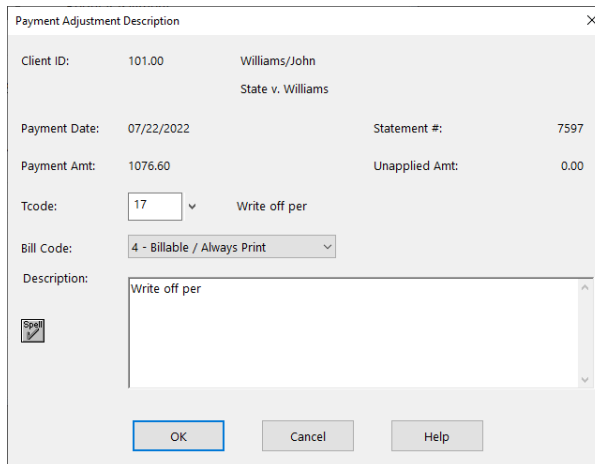 Payment Adjustment Description
Client ID: 101.00 Williams/John
State v. Williams
Payment Date: 07/22/2022 Statement #: 7597
Payment Amt: 1076.60 Unapplied Amt: 0.00
Tcode: 17 Write off per
Bill Code: 4 - Billable / Always Print
Description: Write off per
Spell
OK Cancel Help